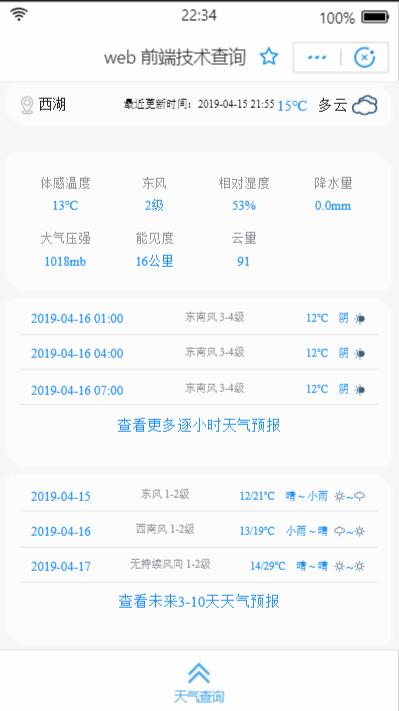 22:34
100%
web 前端技术查询
西湖 最近更新时间：2019-04-15 21:55 15℃ 多云
体感温度 东风 相对湿度 降水量
13℃ 2级 53% 0.0mm
大气压强 能见度 云量
1018mb 16公里 91
2019-04-16 01:00 东南风 3-4级 12℃ 阴
2019-04-16 04:00 东南风 3-4级 12℃ 阴
2019-04-16 07:00 东南风 3-4级 12℃ 阴
查看更多逐小时天气预报
2019-04-15 东风 1-2级 12/21℃ 晴～小雨 ~
2019-04-16 西南风 1-2级 13/19℃ 小雨～晴 ~
2019-04-17 无持续风向 1-2级 14/29℃ 晴～晴 ~
查看未来3-10天天气预报
天气查询